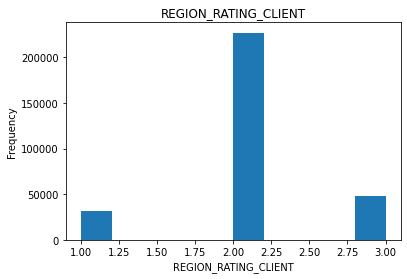 REGION_RATING_CLIENT
200000
150000
100000
50000
0
Frequency
1.00 1.25 1.50 1.75 2.00 2.25 2.50 2.75 3.00
REGION_RATING_CLIENT